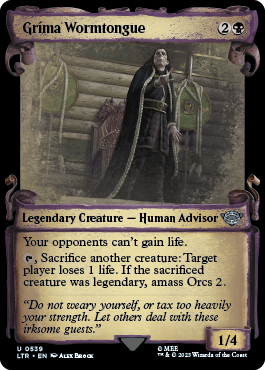 Gríma Wormtongue 2
Legendary Creature — Human Advisor
Your opponents can't gain life.
, Sacrifice another creature: Target
player loses 1 life. If the sacrificed
creature was legendary, amass Orcs 2.
“Do not weary yourself, or tax too heavily
your strength. Let others deal with these
irksome guests.”
1/4
U 0539
LTR • EN ALEX BROCK
© MEE
™ & © 2023 Wizards of the Coast